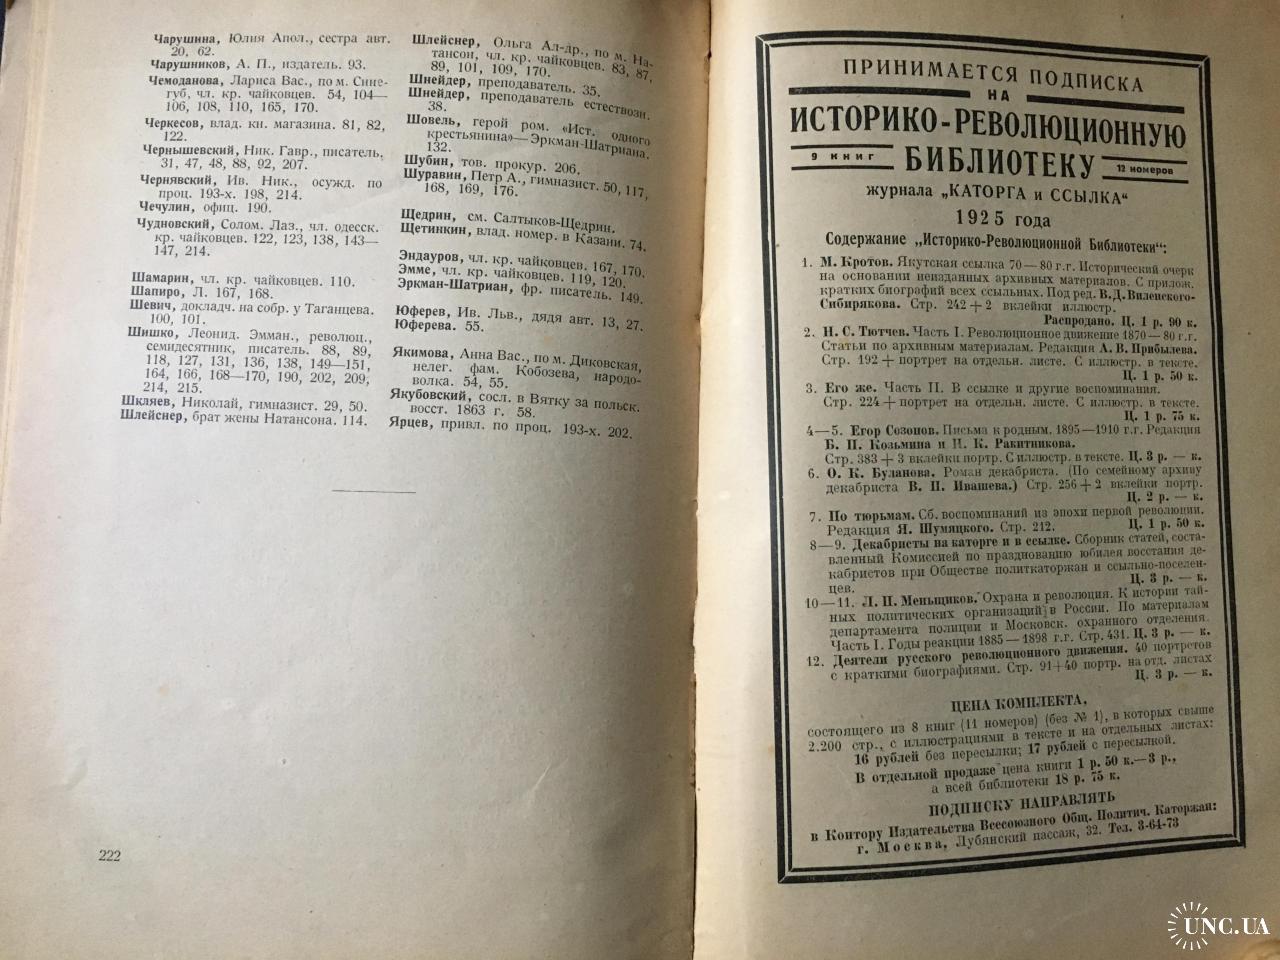 Чарушина, Юлия Апол., сестра авт.
20, 62.
Чарушников, А. П., издатель. 93.
Чемоданова, Лариса Вас., по м. Сине-
губ, чл. кр. чайковцев. 54, 104—
106, 108, 110, 165, 170.
Черкесов, влад. кн. магазина. 81, 82,
122.
Чернышевский, Ник. Гавр., писатель.
31, 47, 48, 88, 92, 207.
Чернявский, Ив. Ник., осужд. по
проц. 193-х. 198, 214.
Чечулин, офиц. 190.
Чудновский, Солом. Лаз., чл. одесск.
кр. чайковцев. 122, 123, 138, 143—
147, 214.
Шамарин, чл. кр. чайковцев. 110.
Шапиро, Л. 167, 168.
Шевич, докладч. на собр. у Таганцева.
100, 101.
Шишко, Леонид. Эмман., революц.,
семидесятник, писатель. 88, 89,
118, 127, 131, 136, 138, 149—151,
164, 166, 168—170, 190, 202, 209,
214, 215.
Шкляев, Николай, гимназист. 29, 50.
Шлейснер, брат жены Натансона. 114.
Шлейснер, Ольга Ал-др., по м. На-
тансон, чл. кр. чайковцев. 83, 87,
89, 101, 109, 170.
Шнейдер, преподаватель. 35.
Шнейдер, преподаватель естествозн.
38.
Шовель, герой ром. «Ист. одного
крестьянина»—Эркман-Шатриана.
132.
Шубин, тов. прокур. 206.
Шуравин, Петр А., гимназист. 50, 117,
168, 169, 176.
Щедрин, см. Салтыков-Щедрин.
Щетинкин, влад. номер. в Казани. 74.
Эндауров, чл. кр. чайковцев. 167, 170.
Эмме, чл. кр. чайковцев. 119, 120.
Эркман-Шатриан, фр. писатель. 149.
Юферев, Ив. Льв., дядя авт. 13, 27.
Юферева. 55.
Якимова, Анна Вас., по м. Диковская,
нелег. фам. Кобозева, народо-
волка. 54, 55.
Якубовский, сосл. в Вятку за польск.
восст. 1863 г. 58.
Ярцев, привл. по проц. 193-х. 202.
222
ПРИНИМАЕТСЯ ПОДПИСКА
НА
ИСТОРИКО-РЕВОЛЮЦИОННУЮ
9 книг БИБЛИОТЕКУ 12 номеров
журнала „КАТОРГА и ССЫЛКА“
1925 года
Содержание „Историко-Революционной Библиотеки“:
1. М. Кротов. Якутская ссылка 70—80 г.г. Исторический очерк
на основании неизданных архивных материалов. С прилож.
кратких биографий всех ссыльных. Под ред. В. Д. Виленского-
Сибирякова. Стр. 242+2 вклейки иллюстр.
Распродано. Ц. 1 р. 90 к.
2. Н. С. Тютчев. Часть I. Революционное движение 1870—80 г.г.
Статьи по архивным материалам. Редакция А. В. Прибылева.
Стр. 192+портрет на отдельн. листе. С иллюстр. в тексте.
Ц. 1 р. 50 к.
3. Его же. Часть II. В ссылке и другие воспоминания.
Стр. 224+портрет на отдельн. листе. С иллюстр. в тексте.
Ц. 1 р. 75 к.
4—5. Егор Созонов. Письма к родным. 1895—1910 г.г. Редакция
Б. П. Козьмина и Н. К. Ракитникова.
Стр. 383+3 вклейки портр. С иллюстр. в тексте. Ц. 3 р. — к.
6. О. К. Буланова. Роман декабриста. (По семейному архиву
декабриста В. П. Ивашева.) Стр. 256+2 вклейки портр.
Ц. 2 р. — к.
7. По тюрьмам. Сб. воспоминаний из эпохи первой революции.
Редакция Я. Шумяцкого. Стр. 212. Ц. 1 р. 50 к.
8—9. Декабристы на каторге и в ссылке. Сборник статей, соста-
вленный Комиссией по празднованию юбилея восстания де-
кабристов при Обществе политкаторжан и ссыльно-поселен-
цев. Ц. 3 р. — к.
10—11. Л. П. Меньщиков. Охрана и революция. К истории тай-
ных политических организаций в России. По материалам
департамента полиции и Московск. охранного отделения.
Часть I. Годы реакции 1885—1898 г.г. Стр. 431. Ц. 3 р. — к.
12. Деятели русского революционного движения. 40 портретов
с краткими биографиями. Стр. 91+40 портр. на отд. листах
Ц. 3 р. — к.
ЦЕНА КОМПЛЕКТА,
состоящего из 8 книг (11 номеров) (без № 1), в которых свыше
2.200 стр., с иллюстрациями в тексте и на отдельных листах:
16 рублей без пересылки; 17 рублей с пересылкой.
В отдельной продаже цена книги 1 р. 50 к.—3 р.,
а всей библиотеки 18 р. 75 к.
ПОДПИСКУ НАПРАВЛЯТЬ
в Контору Издательства Всесоюзного Общ. Политич. Каторжан:
г. Москва, Лубянский пассаж, 32. Тел. 3-64-73
UNC.UA